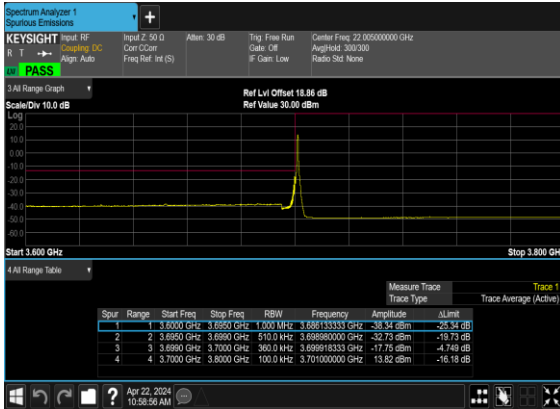 Spectrum Analyzer 1
Spurious Emissions
KEYSIGHT Input: RF Input Z: 50 Ω Atten: 30 dB Trig: Free Run Center Freq: 22.005000000 GHz
R T Coupling: DC Corr CCorr Gate: Off Avg|Hold: 300/300
Align: Auto Freq Ref: Int (S) IF Gain: Low Radio Std: None
PASS
3 All Range Graph
Ref Lvl Offset 18.86 dB
Scale/Div 10.0 dB Ref Value 30.00 dBm
Log
20.0
10.0
0.00
-10.0
-20.0
-30.0
-40.0
-50.0
-60.0
Start 3.600 GHz Stop 3.800 GH
4 All Range Table
Measure Trace Trace 1
Trace Type Trace Average (Active)
Spur Range Start Freq Stop Freq RBW Frequency Amplitude ΔLimit
1 1 3.6000 GHz 3.6950 GHz 1.000 MHz 3.686133333 GHz -38.34 dBm -25.34 dB
2 2 3.6950 GHz 3.6990 GHz 510.0 kHz 3.698980000 GHz -32.73 dBm -19.73 dB
3 3 3.6990 GHz 3.7000 GHz 360.0 kHz 3.699918333 GHz -17.75 dBm -4.749 dB
4 4 3.7000 GHz 3.8000 GHz 100.0 kHz 3.701000000 GHz 13.82 dBm -16.18 dB
Apr 22, 2024
10:58:56 AM